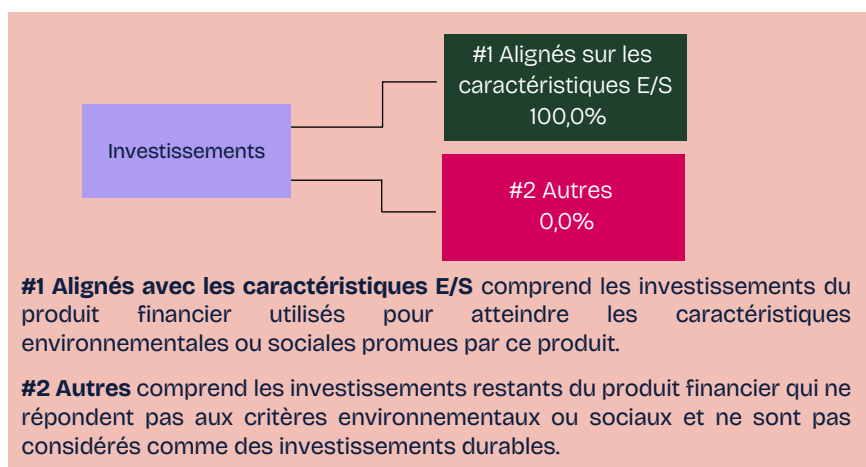 #1 Alignés sur les
caractéristiques E/S
100,0%
Investissements
#2 Autres
0,0%
#1 Alignés avec les caractéristiques E/S comprend les investissements du
produit financier utilisés pour atteindre les caractéristiques
environnementales ou sociales promues par ce produit.
#2 Autres comprend les investissements restants du produit financier qui ne
répondent pas aux critères environnementaux ou sociaux et ne sont pas
considérés comme des investissements durables.